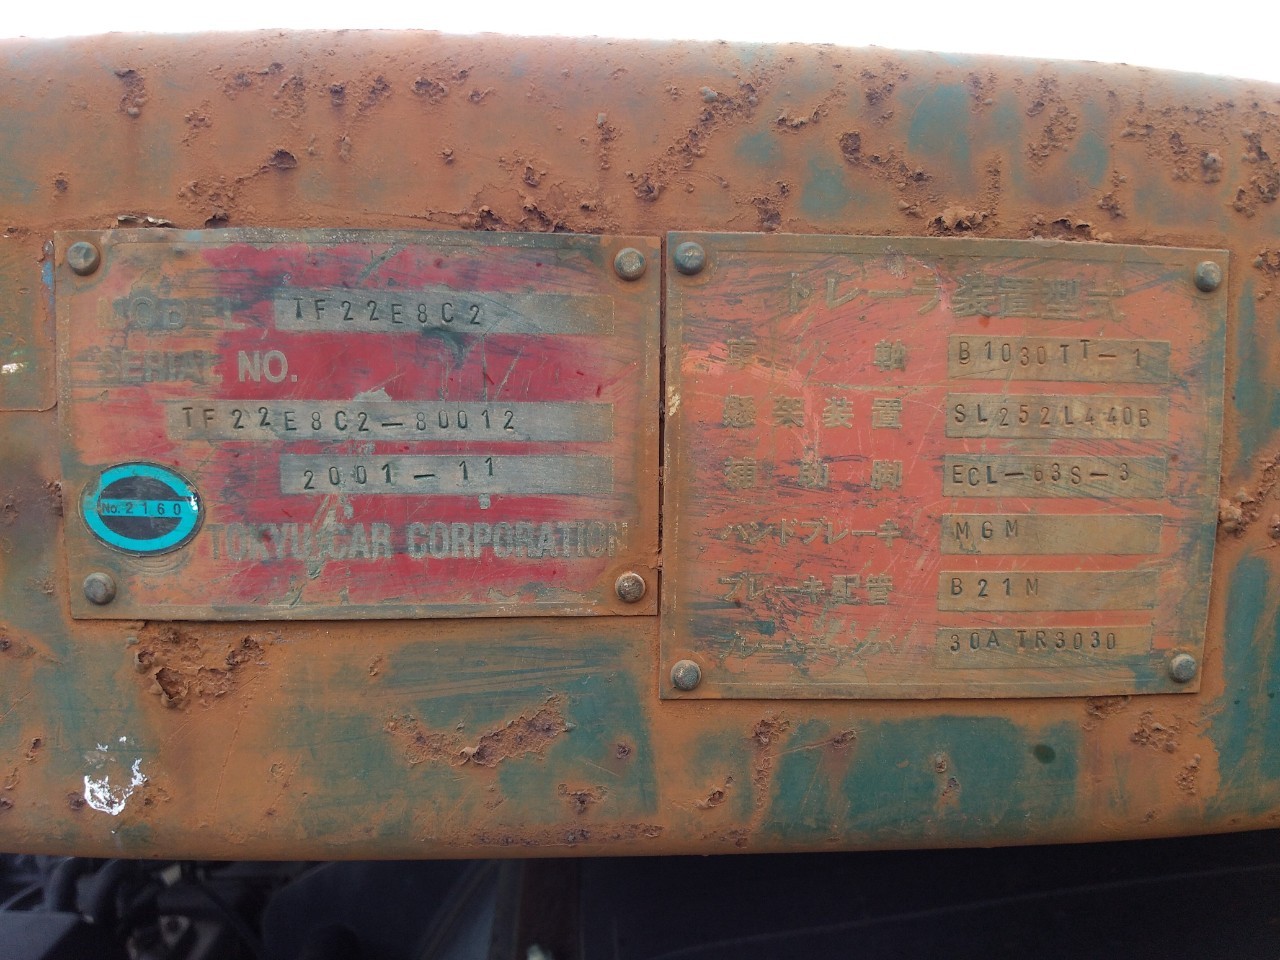 MODEL TF22E8C2
SERIAL NO.
TF22E8C2-80012
2001-11
No. 2160
TOKYU CAR CORPORATION
トレーラ装置型式
車軸 B1030TT-1
懸架装置 SL252L440B
補助脚 ECL-63S-3
ハンドブレーキ MGM
ブレーキ配管 B21M
30A TR3030